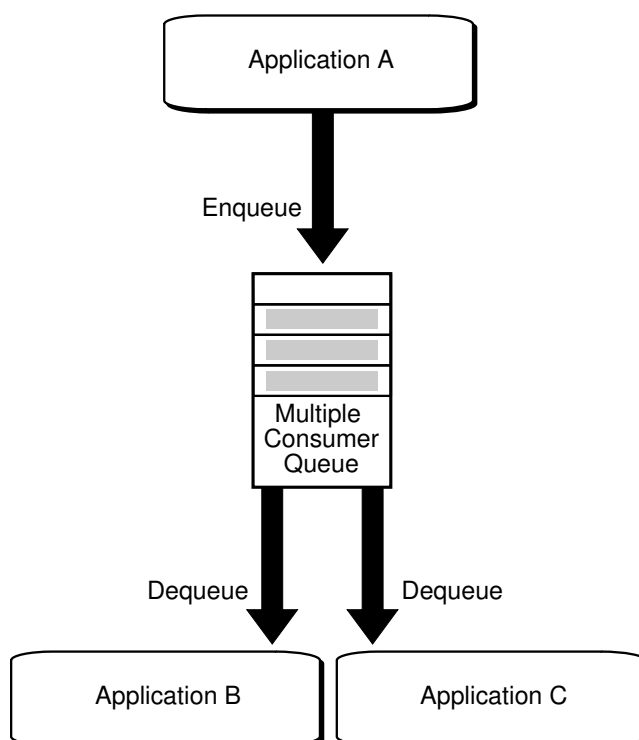 Application A
Enqueue
Multiple
Consumer
Queue
Dequeue
Dequeue
Application B
Application C